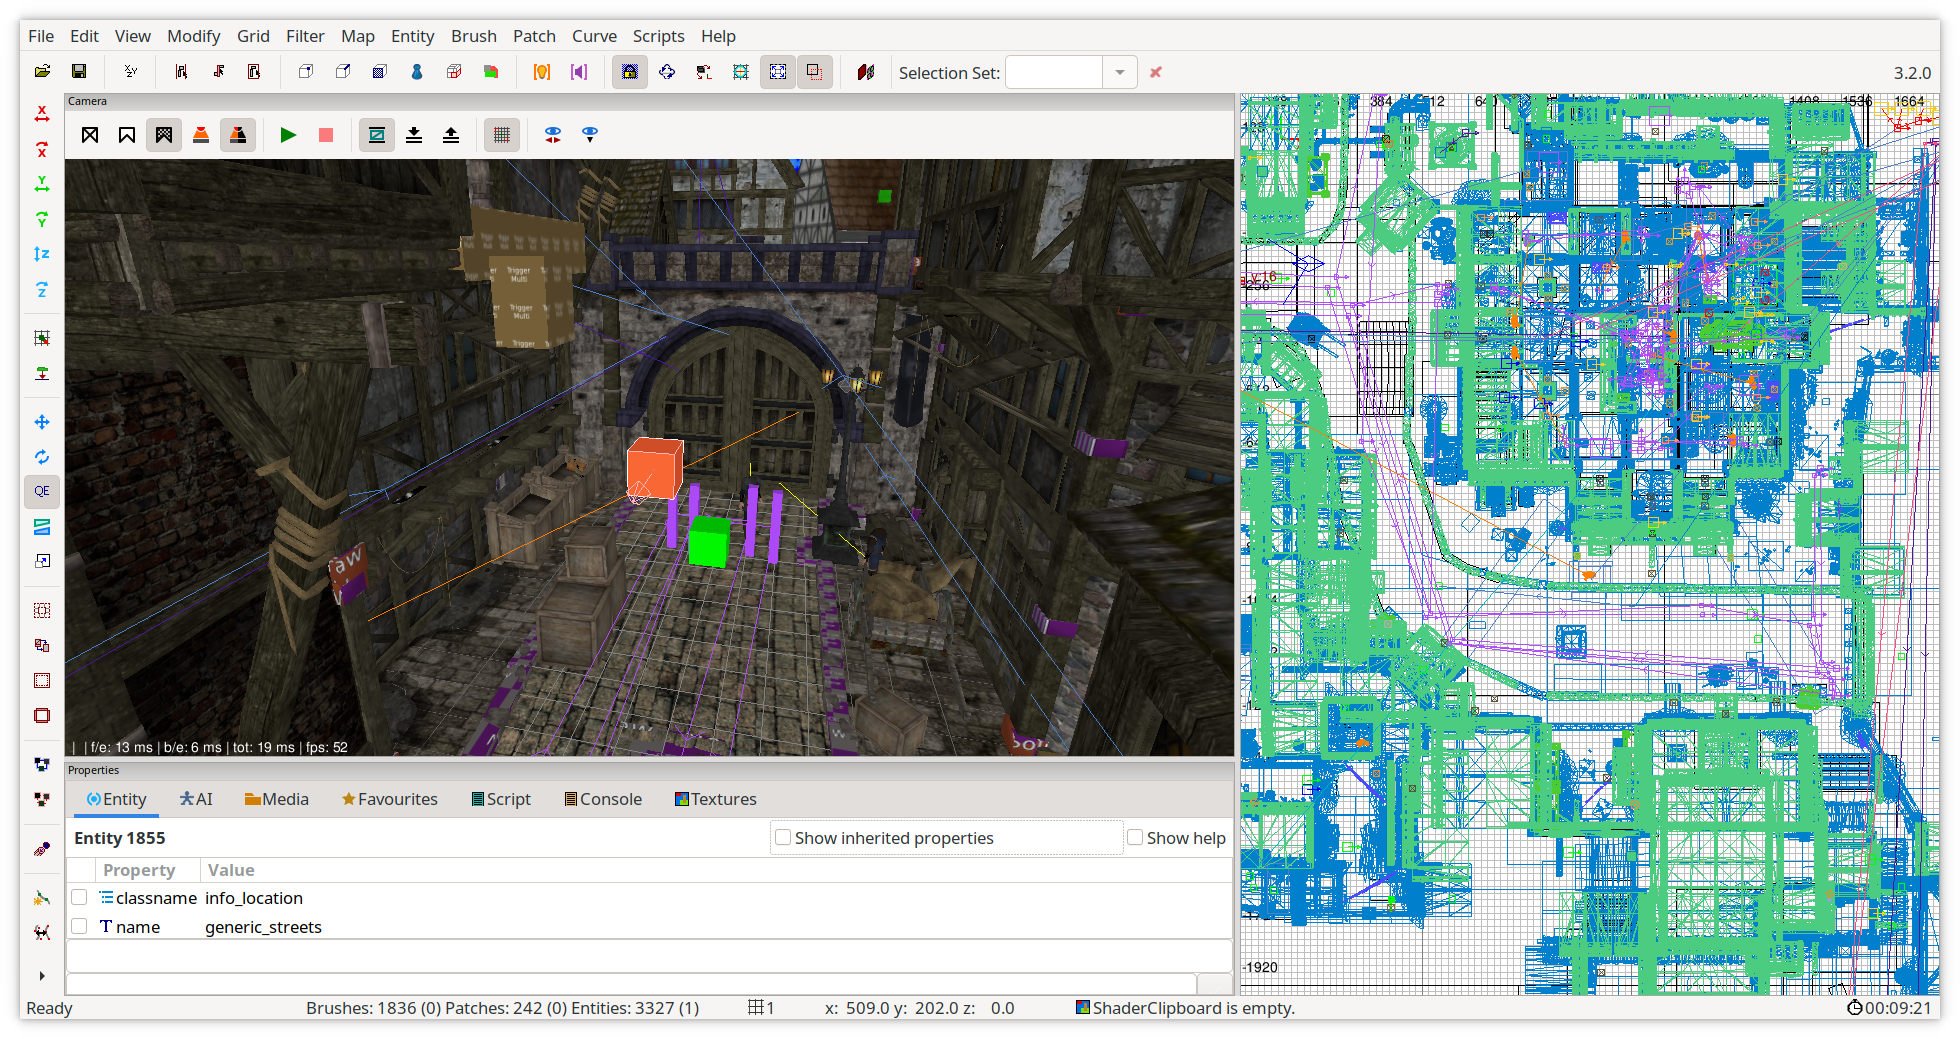 File Edit View Modify Grid Filter Map Entity Brush Patch Curve Scripts Help
Selection Set:
3.2.0
Camera
QE
Trigger
Multi
Trigger
Multi
Trigger
| | f/e: 13 ms | b/e: 6 ms | tot: 19 ms | fps: 52
384
1408 1536 1664
-1920
Properties
Entity AI Media Favourites Script Console Textures
Entity 1855
Show inherited properties
Show help
Property Value
classname info_location
name generic_streets
Ready
Brushes: 1836 (0) Patches: 242 (0) Entities: 3327 (1)
1
x: 509.0 y: 202.0 z: 0.0
ShaderClipboard is empty.
00:09:21